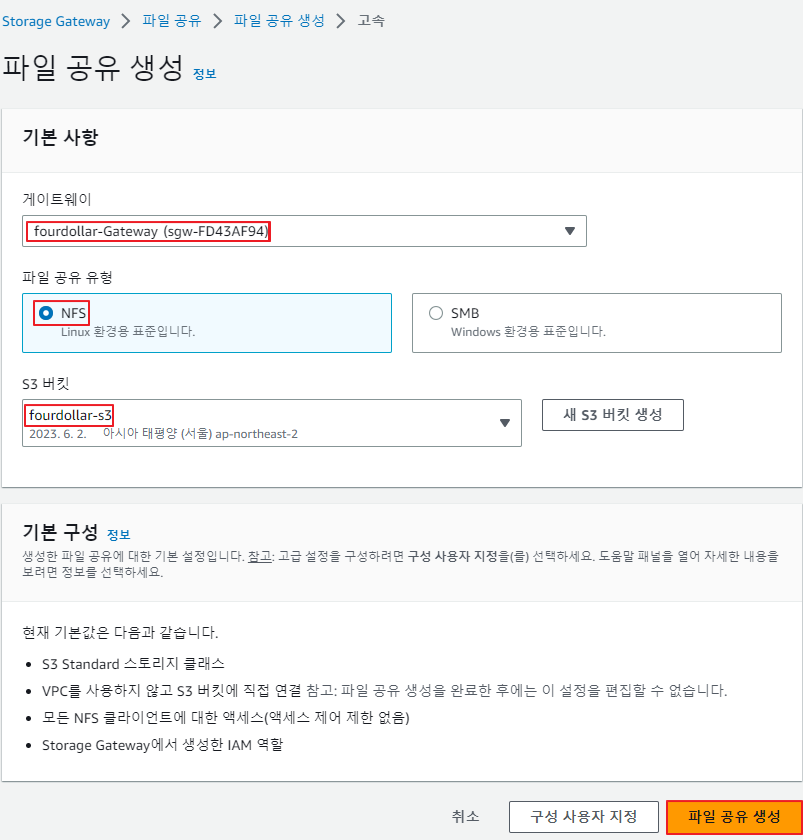 Storage Gateway > 파일 공유 > 파일 공유 생성 > 고속
파일 공유 생성 정보
기본 사항
게이트웨이
fourdollar-Gateway (sgw-FD43AF94)
파일 공유 유형
NFS
Linux 환경용 표준입니다.
SMB
Windows 환경용 표준입니다.
S3 버킷
fourdollar-s3
2023. 6. 2. 아시아 태평양 (서울) ap-northeast-2
새 S3 버킷 생성
기본 구성 정보
생성한 파일 공유에 대한 기본 설정입니다. 참고: 고급 설정을 구성하려면 구성 사용자 지정을(를) 선택하세요. 도움말 패널을 열어 자세한 내용을
보려면 정보를 선택하세요.
현재 기본값은 다음과 같습니다.
• S3 Standard 스토리지 클래스
• VPC를 사용하지 않고 S3 버킷에 직접 연결 참고: 파일 공유 생성을 완료한 후에는 이 설정을 편집할 수 없습니다.
• 모든 NFS 클라이언트에 대한 액세스(액세스 제어 제한 없음)
• Storage Gateway에서 생성한 IAM 역할
취소 구성 사용자 지정 파일 공유 생성